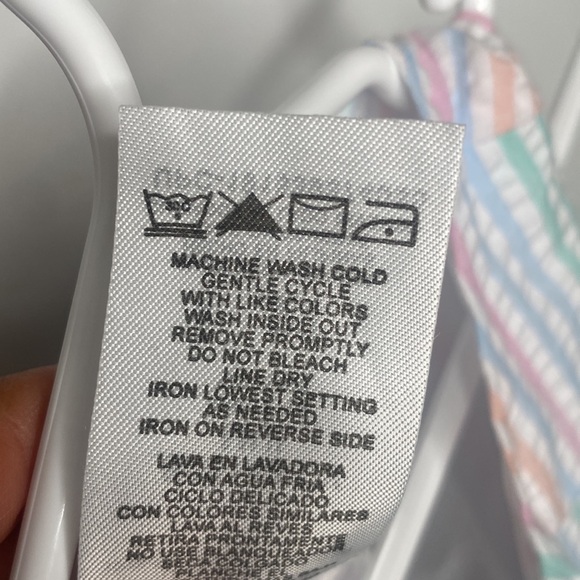 MACHINE WASH COLD
GENTLE CYCLE
WITH LIKE COLORS
WASH INSIDE OUT
REMOVE PROMPTLY
DO NOT BLEACH
LINE DRY
IRON LOWEST SETTING
AS NEEDED
IRON ON REVERSE SIDE
LAVA EN LAVADORA
CON AGUA FRIA
CICLO DELICADO
CON COLORES SIMILARES
LAVA AL REVES
RETIRA PRONTAMENTE
NO USE BLANQUEADOR